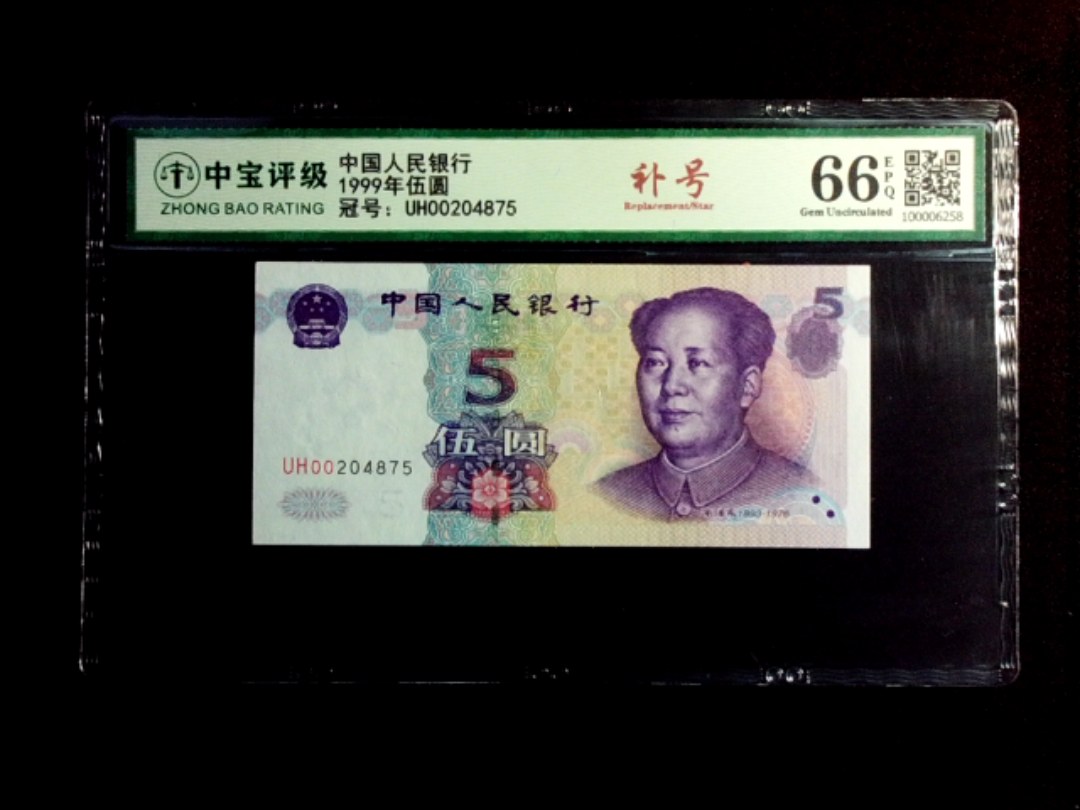 中宝评级
ZHONG BAO RATING
中国人民银行
1999年伍圆
冠号：UH00204875
补号
Replacement/Star
66
EPQ
Gem Uncirculated
100006258
中国人民银行
5
5
伍圆
UH00204875
1893-1976